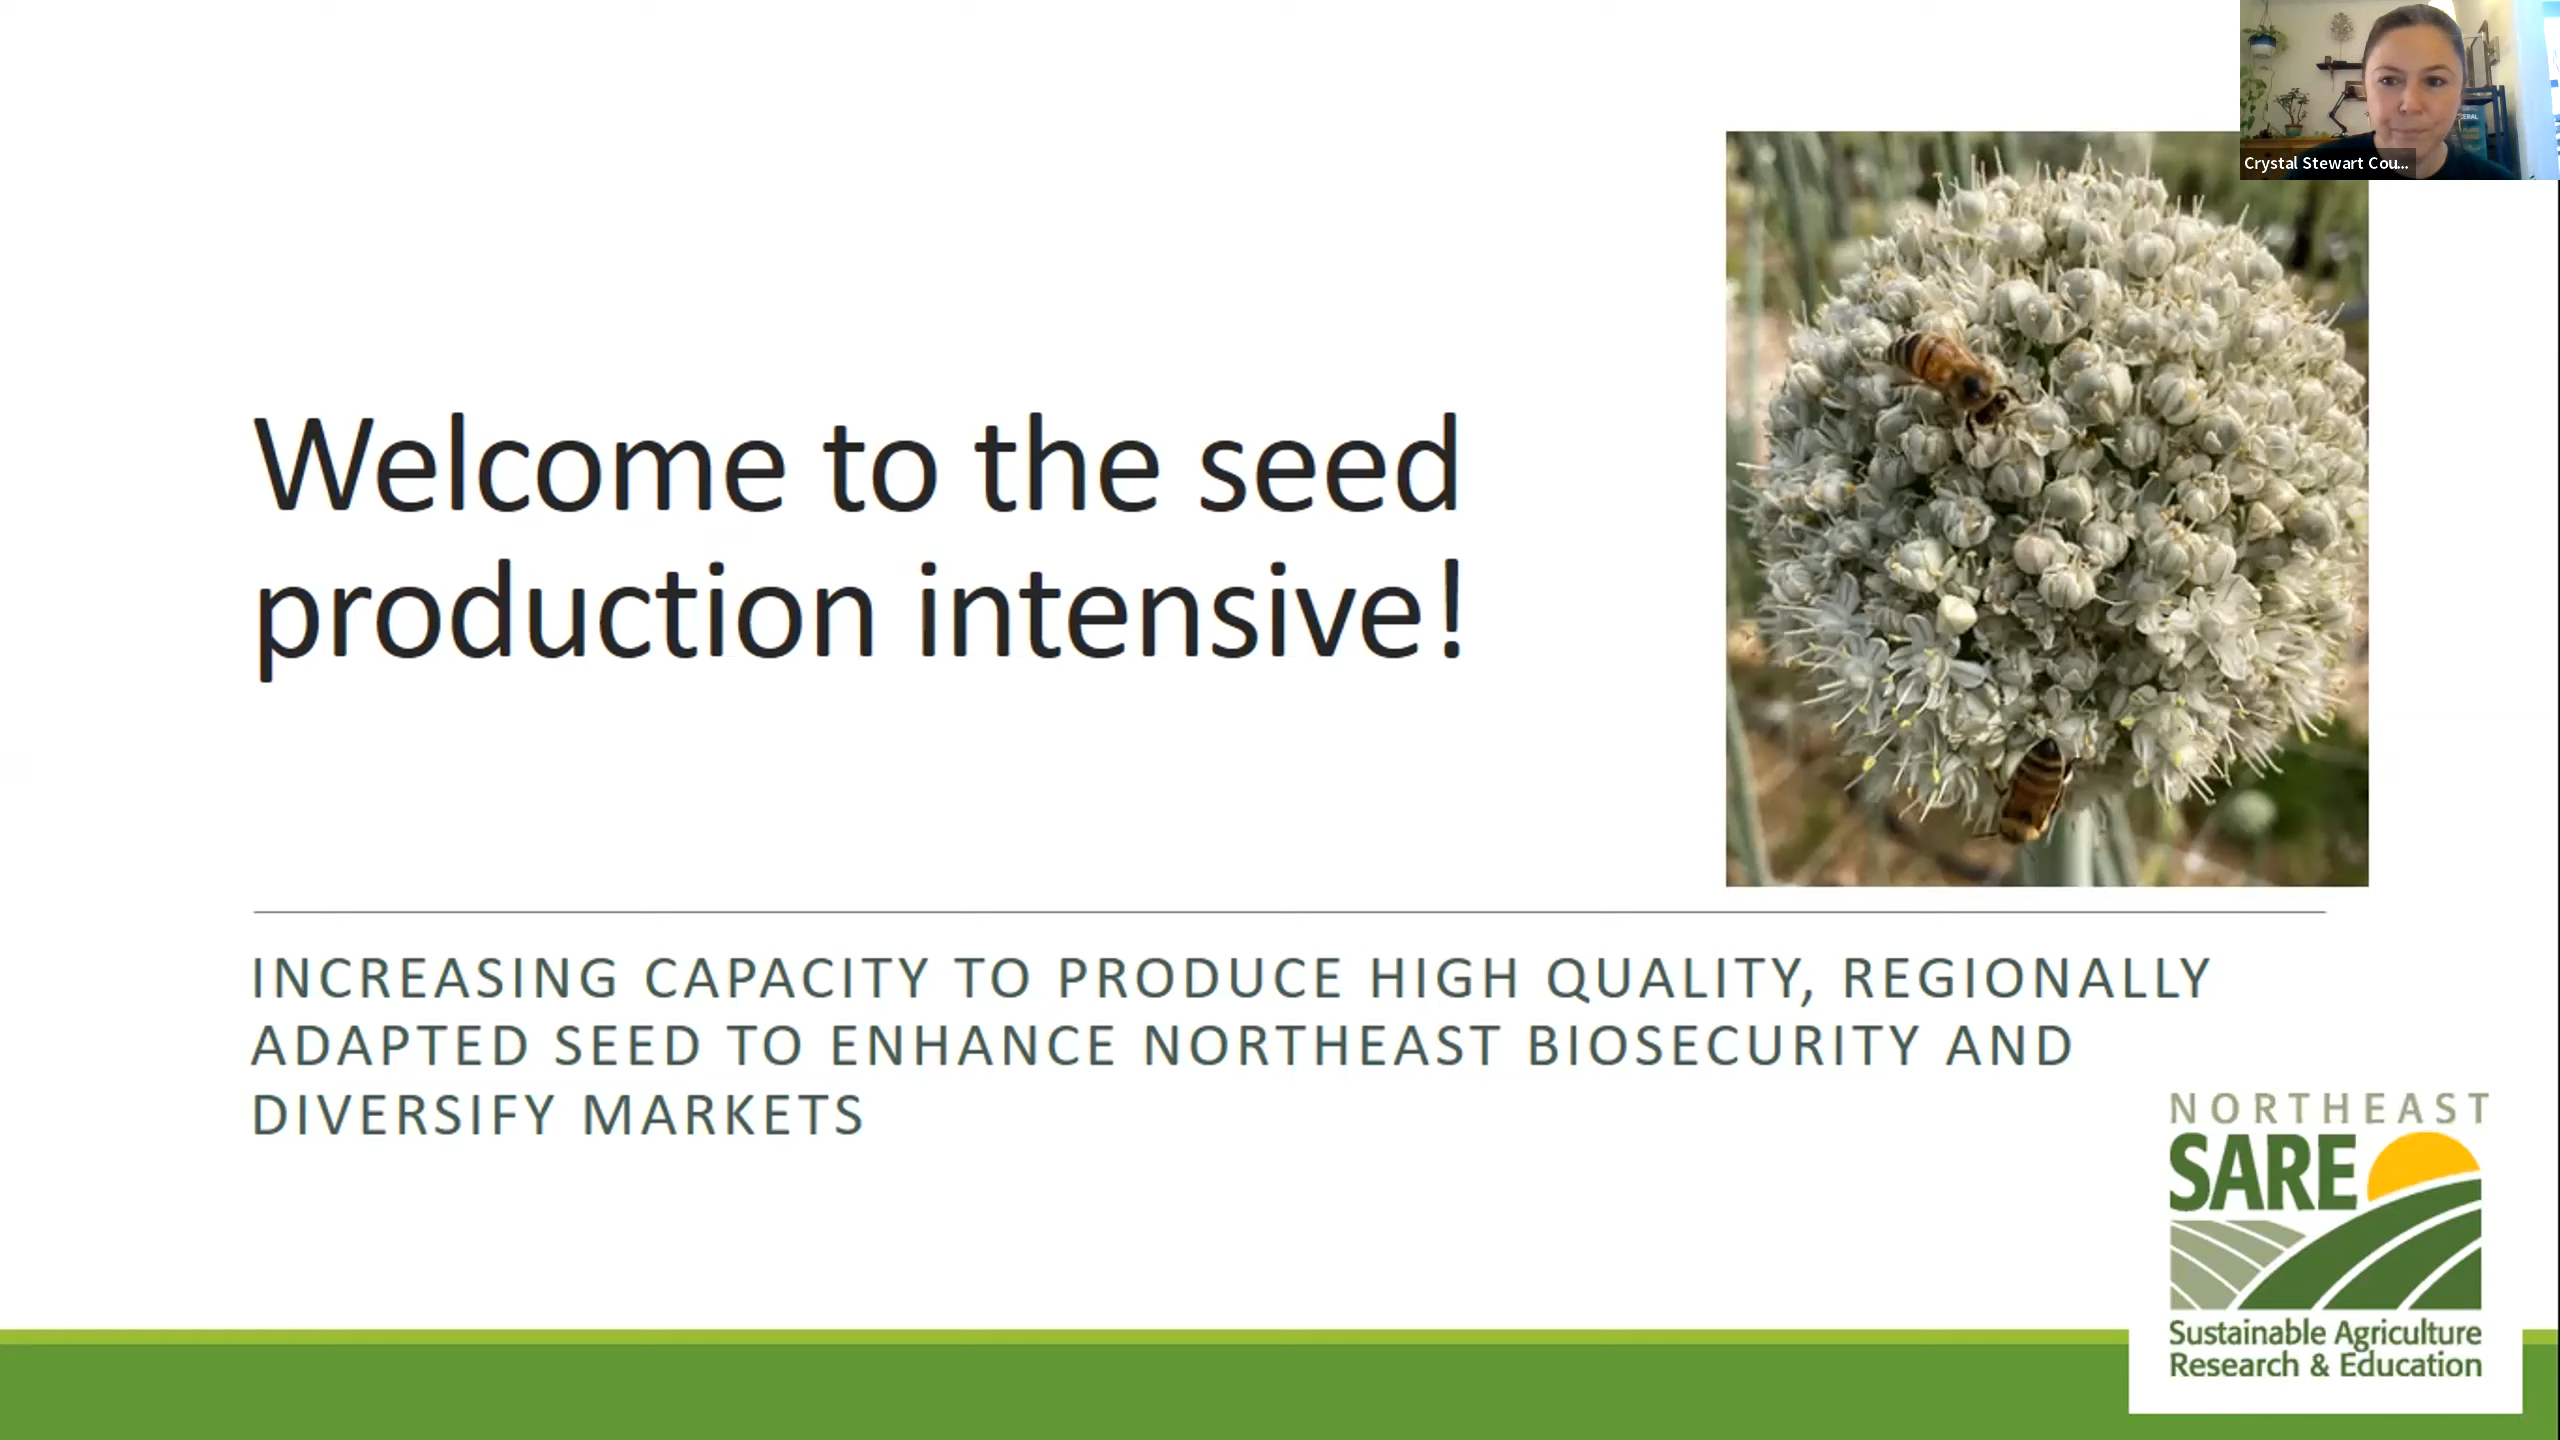 Crystal Stewart Cou...
Welcome to the seed
production intensive!
INCREASING CAPACITY TO PRODUCE HIGH QUALITY, REGIONALLY
ADAPTED SEED TO ENHANCE NORTHEAST BIOSECURITY AND
DIVERSIFY MARKETS
NORTHEAST
SARE
Sustainable Agriculture
Research & Education